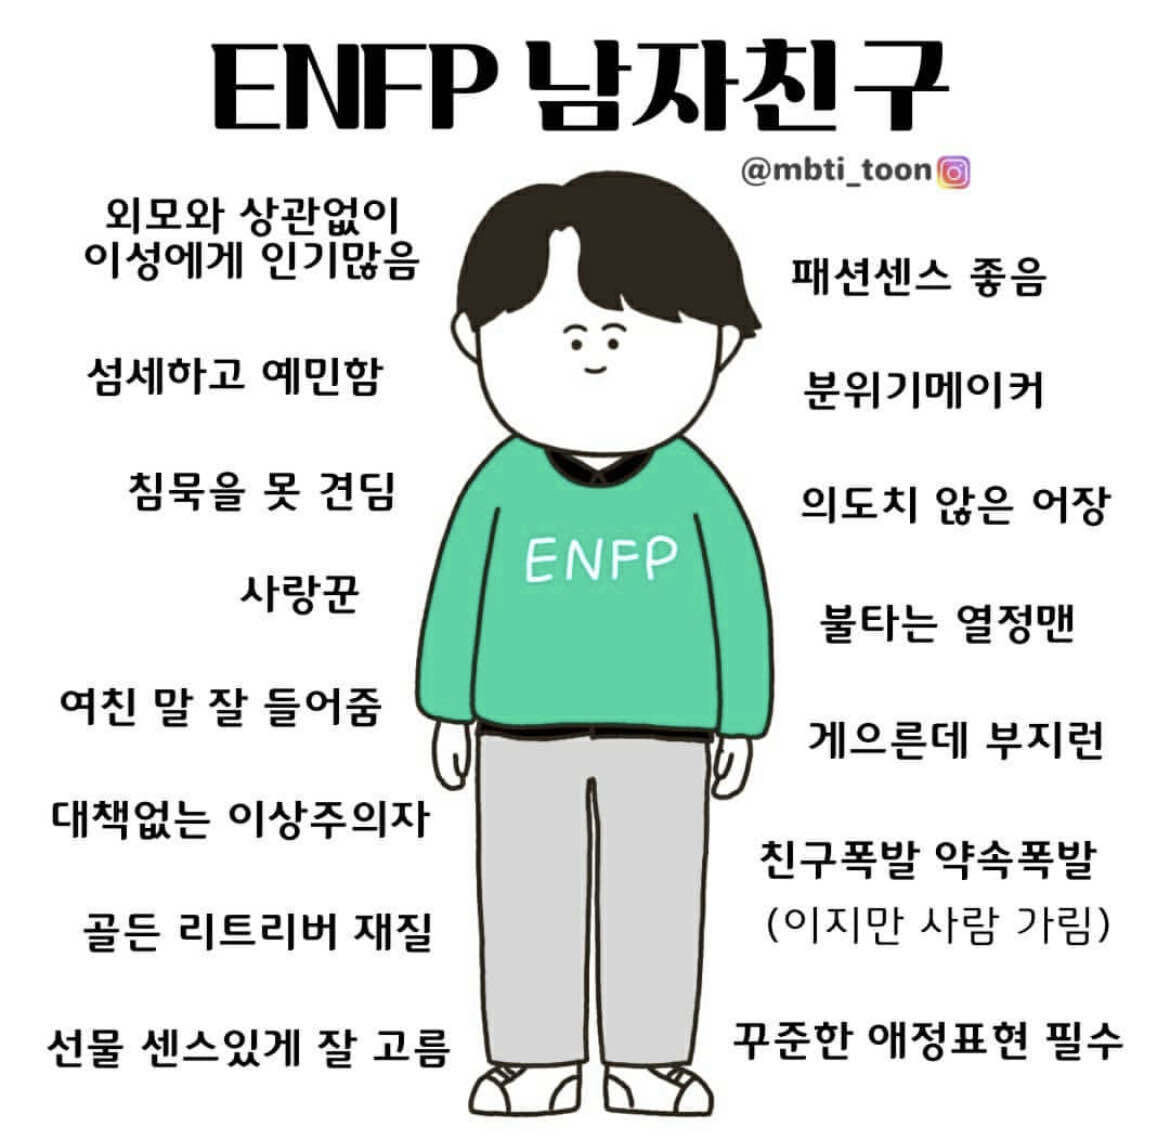 ENFP 남자친구
@mbti_toon
외모와 상관없이
이성에게 인기많음
섬세하고 예민함
침묵을 못 견딤
사랑꾼
여친 말 잘 들어줌
대책없는 이상주의자
골든 리트리버 재질
선물 센스있게 잘 고름
패션센스 좋음
분위기메이커
의도치 않은 어장
불타는 열정맨
게으른데 부지런
친구폭발 약속폭발
(이지만 사람 가림)
꾸준한 애정표현 필수
ENFP